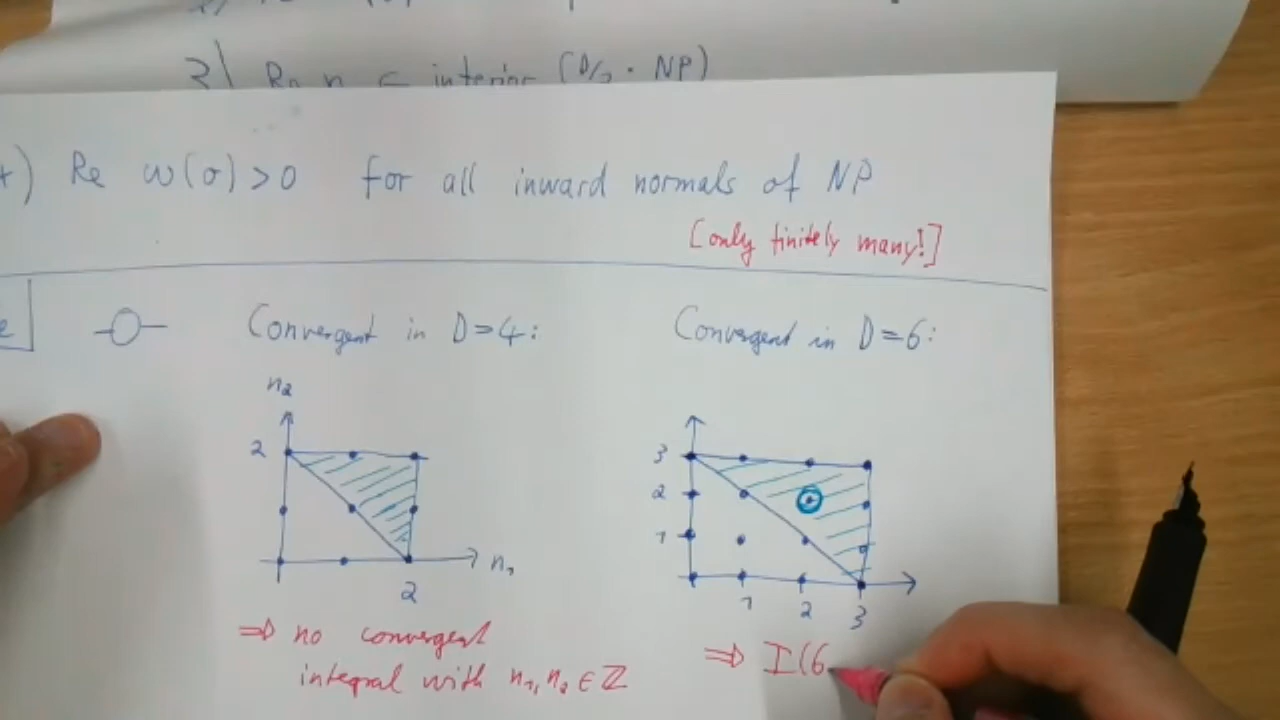 3) Re n ∈ interior (D/2 · NP)
) Re ω(σ) > 0 for all inward normals of NP
[only finitely many!]
e] Convergent in D=4: Convergent in D=6:
n₂
2
n₁
2
3
2
1
1 2 3
⇒ no convergent
integral with n₁, n₂ ∈ ℤ
⇒ I(6